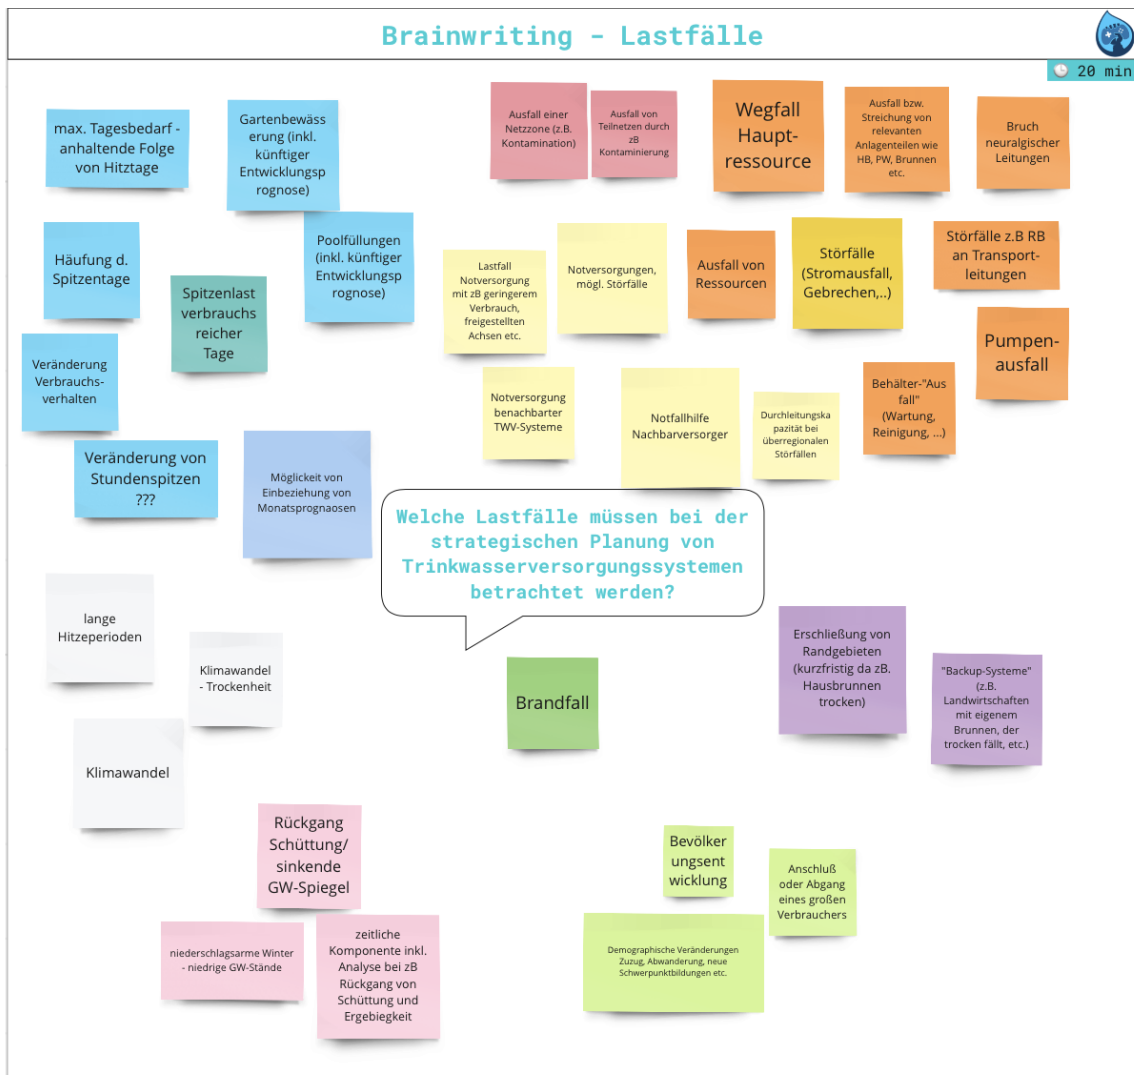 Brainwriting - Lastfälle
20 min
max. Tagesbedarf -
anhaltende Folge
von Hitztage
Gartenbewäss
erung (inkl.
künftiger
Entwicklungsp
rognose)
Ausfall einer
Netzzone (z.B.
Kontamination)
Ausfall von
Teilnetzen durch
zB
Kontaminierung
Wegfall
Haupt-
ressource
Ausfall bzw.
Streichung von
relevanten
Anlagenteilen wie
HB, PW, Brunnen
etc.
Bruch
neuralgischer
Leitungen
Häufung d.
Spitzentage
Spitzenlast
verbrauchs
reicher
Tage
Poolfüllungen
(inkl. künftiger
Entwicklungsp
rognose)
Lastfall
Notversorgung
mit zB geringerem
Verbrauch,
freigestellten
Achsen etc.
Notversorgungen,
mögl. Störfälle
Ausfall von
Ressourcen
Störfälle
(Stromausfall,
Gebrechen,..)
Störfälle z.B RB
an Transport-
leitungen
Pumpen-
ausfall
Veränderung
Verbrauchs-
verhalten
Notversorgung
benachbarter
TWV-Systeme
Notfallhilfe
Nachbarversorger
Durchleitungska
pazität bei
überregionalen
Störfällen
Behälter-"Aus
fall"
(Wartung,
Reinigung, ...)
Veränderung von
Stundenspitzen
???
Möglickeit von
Einbeziehung von
Monatsprognaosen
Welche Lastfälle müssen bei der
strategischen Planung von
Trinkwasserversorgungssystemen
betrachtet werden?
lange
Hitzeperioden
Klimawandel
- Trockenheit
Klimawandel
Brandfall
Erschließung von
Randgebieten
(kurzfristig da zB.
Hausbrunnen
trocken)
"Backup-Systeme"
(z.B.
Landwirtschaften
mit eigenem
Brunnen, der
trocken fällt, etc.)
Rückgang
Schüttung/
sinkende
GW-Spiegel
niederschlagsarme Winter
- niedrige GW-Stände
zeitliche
Komponente inkl.
Analyse bei zB
Rückgang von
Schüttung und
Ergebiegkeit
Bevölker
ungsent
wicklung
Anschluß
oder Abgang
eines großen
Verbrauchers
Demographische Veränderungen
Zuzug, Abwanderung, neue
Schwerpunktbildungen etc.